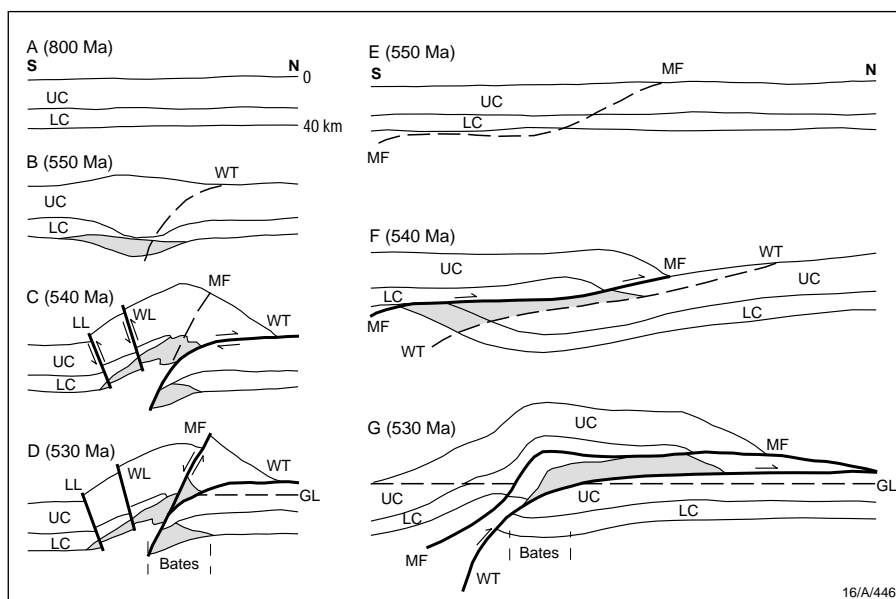 A (800 Ma)
S N
0
UC
LC
40 km
B (550 Ma)
WT
UC
LC
C (540 Ma)
MF
LL WL
WT
UC
LC
D (530 Ma)
MF
LL WL
WT
GL
UC
LC
Bates
E (550 Ma)
S N
MF
UC
LC
MF
F (540 Ma)
WT
UC MF
UC
LC
LC
MF
WT
G (530 Ma)
UC
MF
UC UC GL
LC LC
MF
Bates
WT
16/A/446